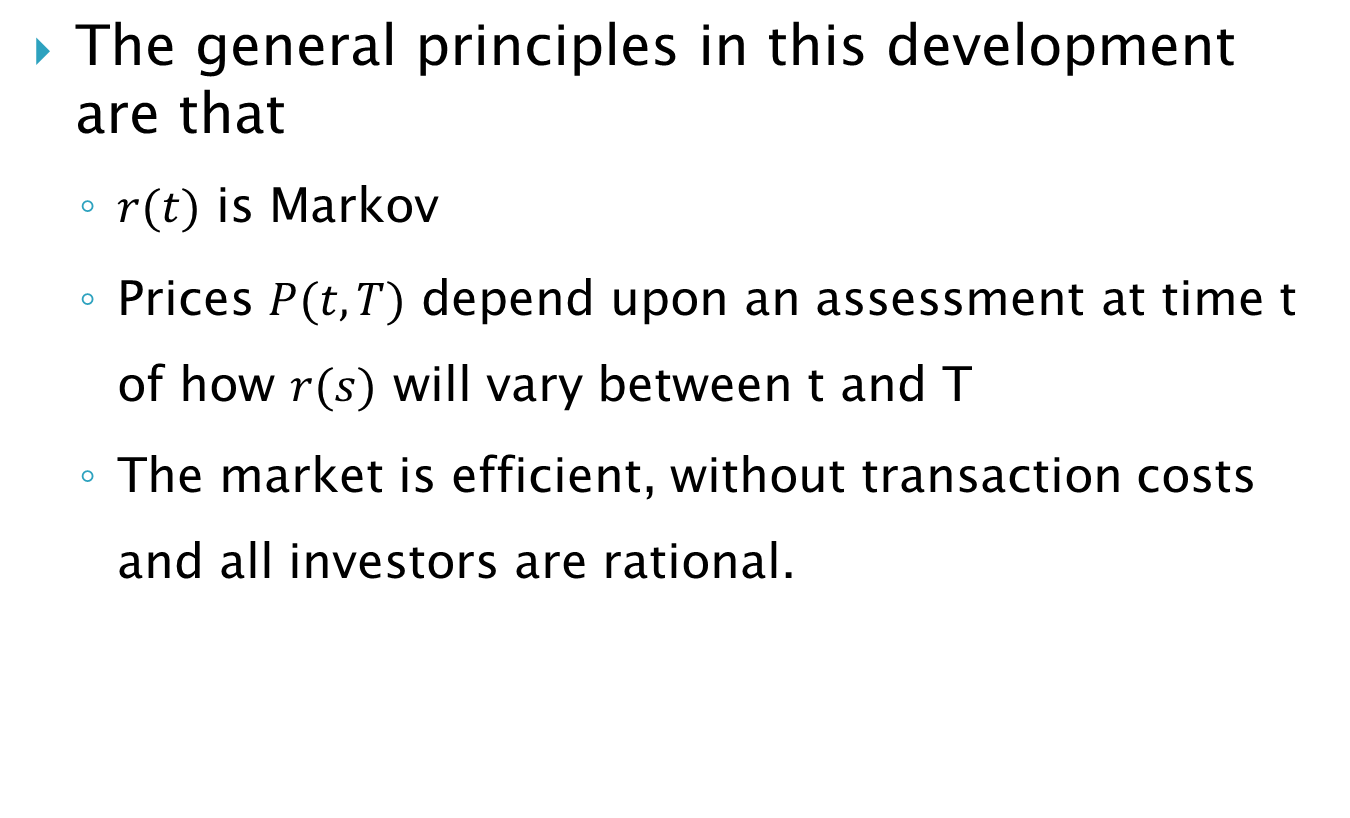 The general principles in this development
are that
r(t) is Markov
Prices P(t,T) depend upon an assessment at time t
of how r(s) will vary between t and T
The market is efficient, without transaction costs
and all investors are rational.